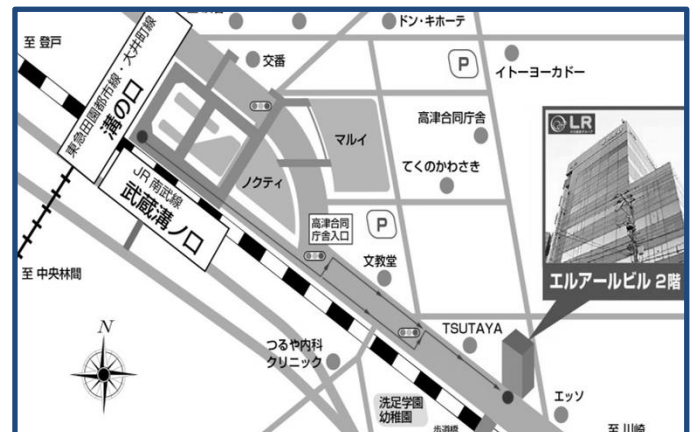 ドン・キホーテ
至 登戸
交番
P
イトーヨーカドー
東急田園都市線・大井町線
溝の口
高津合同庁舎
LR
マルイ
てくのかわさき
JR 南武線
武蔵溝ノ口
ノクティ
高津合同
庁舎入口
P
文教堂
エルアールビル 2階
至 中央林間
N
TSUTAYA
つるや内科
クリニック
洗足学園
幼稚園
エッソ
歩道橋
至 川崎